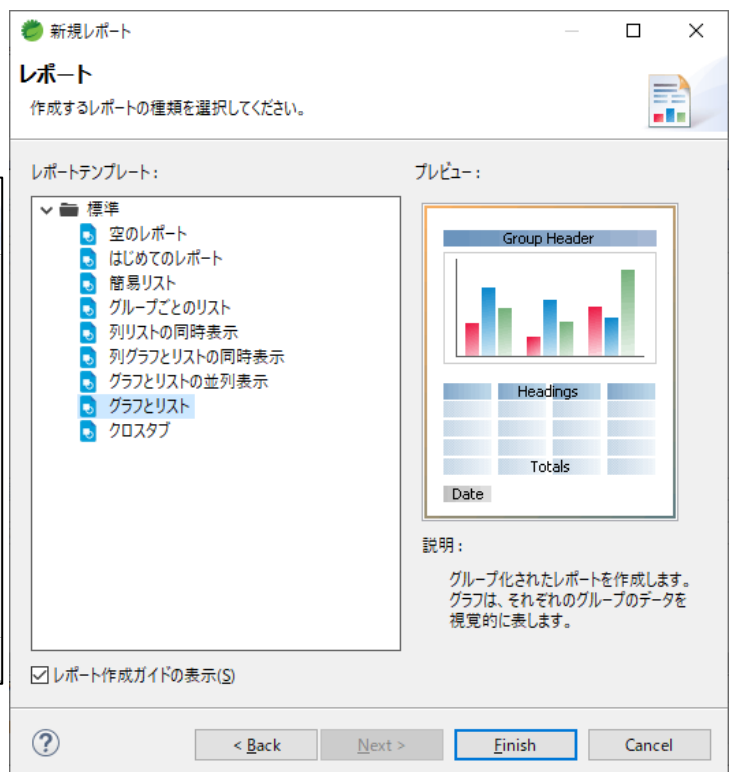 新規レポート
レポート
作成するレポートの種類を選択してください。
レポートテンプレート：
標準
空のレポート
はじめてのレポート
簡易リスト
グループごとのリスト
列リストの同時表示
列グラフとリストの同時表示
グラフとリストの並列表示
グラフとリスト
クロスタブ
プレビュー：
Group Header
Headings
Totals
Date
説明：
グループ化されたレポートを作成します。
グラフは、それぞれのグループのデータを
視覚的に表します。
レポート作成ガイドの表示(S)
?
< Back
Next >
Finish
Cancel